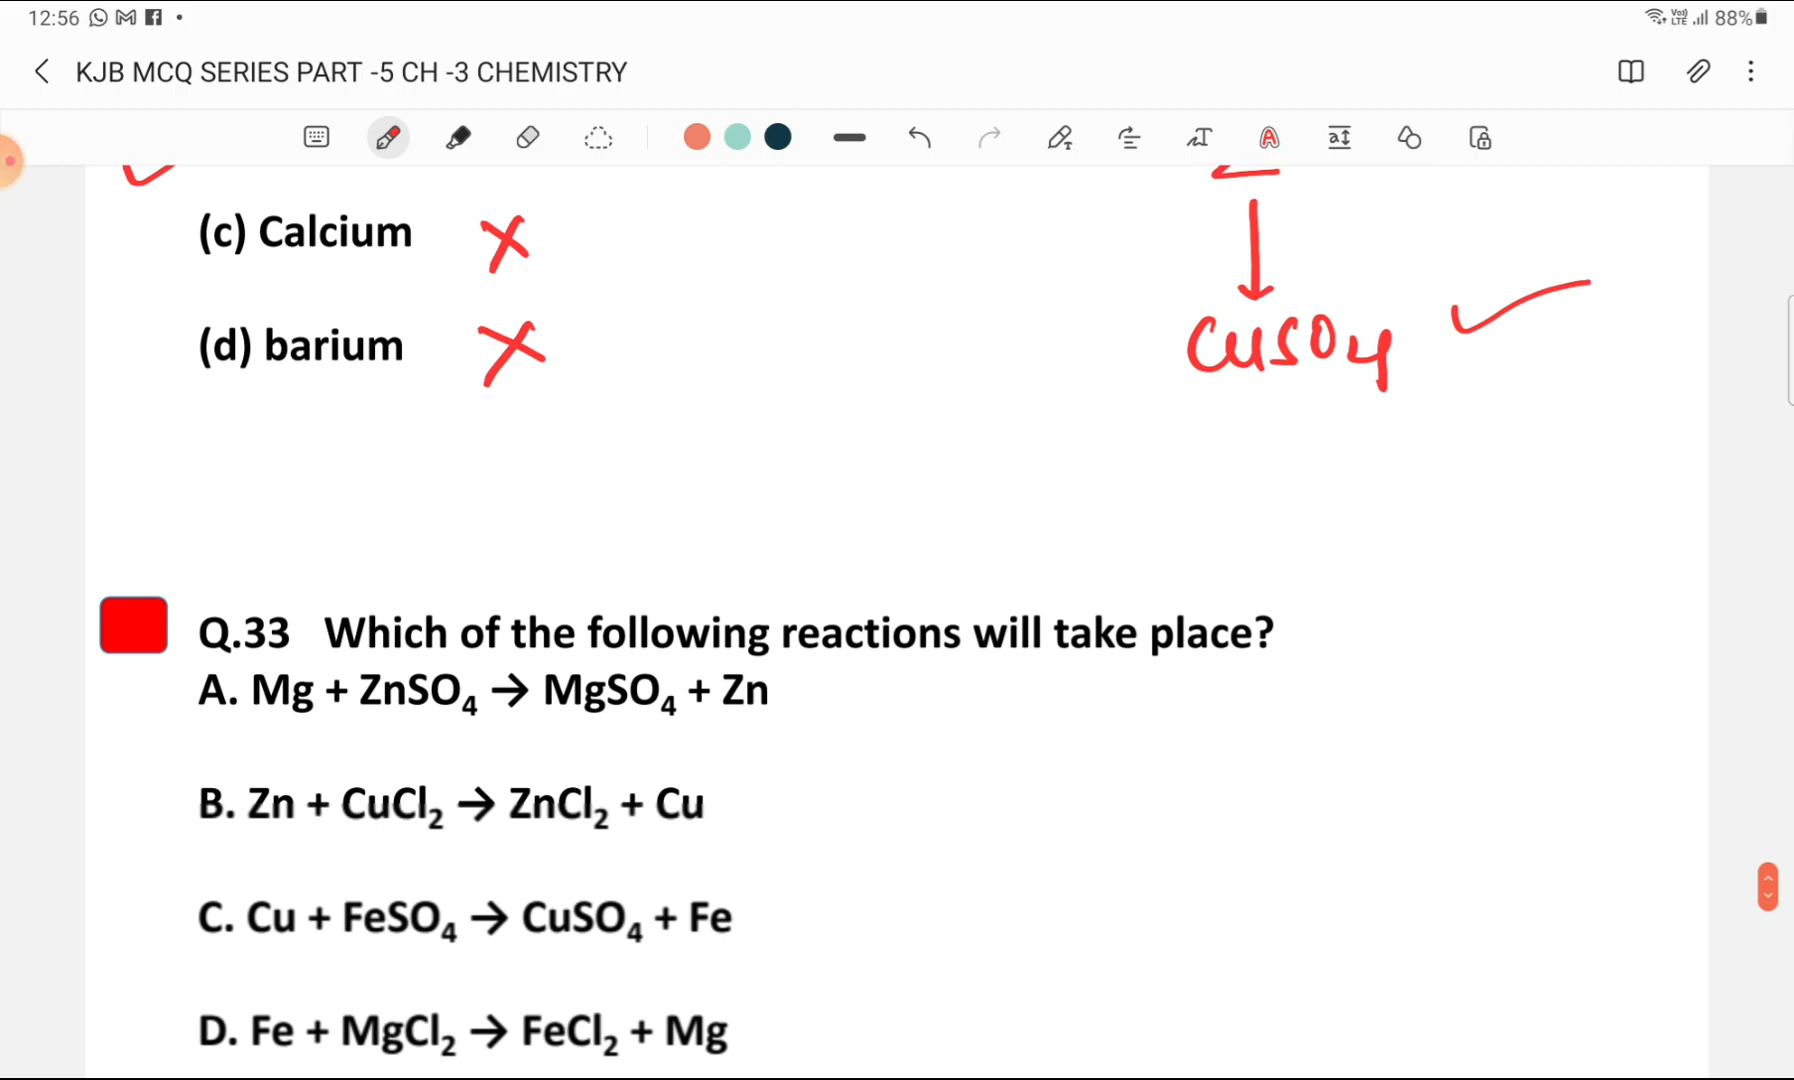 12:56
88%
KJB MCQ SERIES PART -5 CH -3 CHEMISTRY
(c) Calcium
(d) barium
CuSO4
Q.33 Which of the following reactions will take place?
A. Mg + ZnSO₄ → MgSO₄ + Zn
B. Zn + CuCl₂ → ZnCl₂ + Cu
C. Cu + FeSO₄ → CuSO₄ + Fe
D. Fe + MgCl₂ → FeCl₂ + Mg